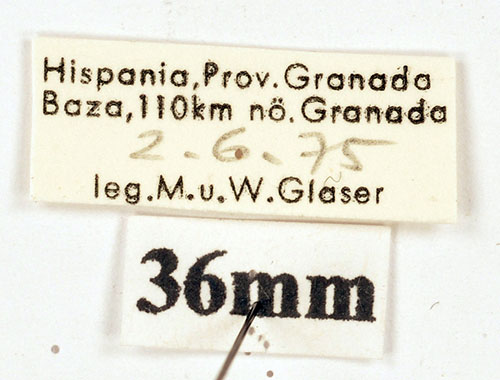 Hispania,Prov.Granada
Baza,110km nö.Granada
2.6.75
leg.M.u.W.Glaser
36mm